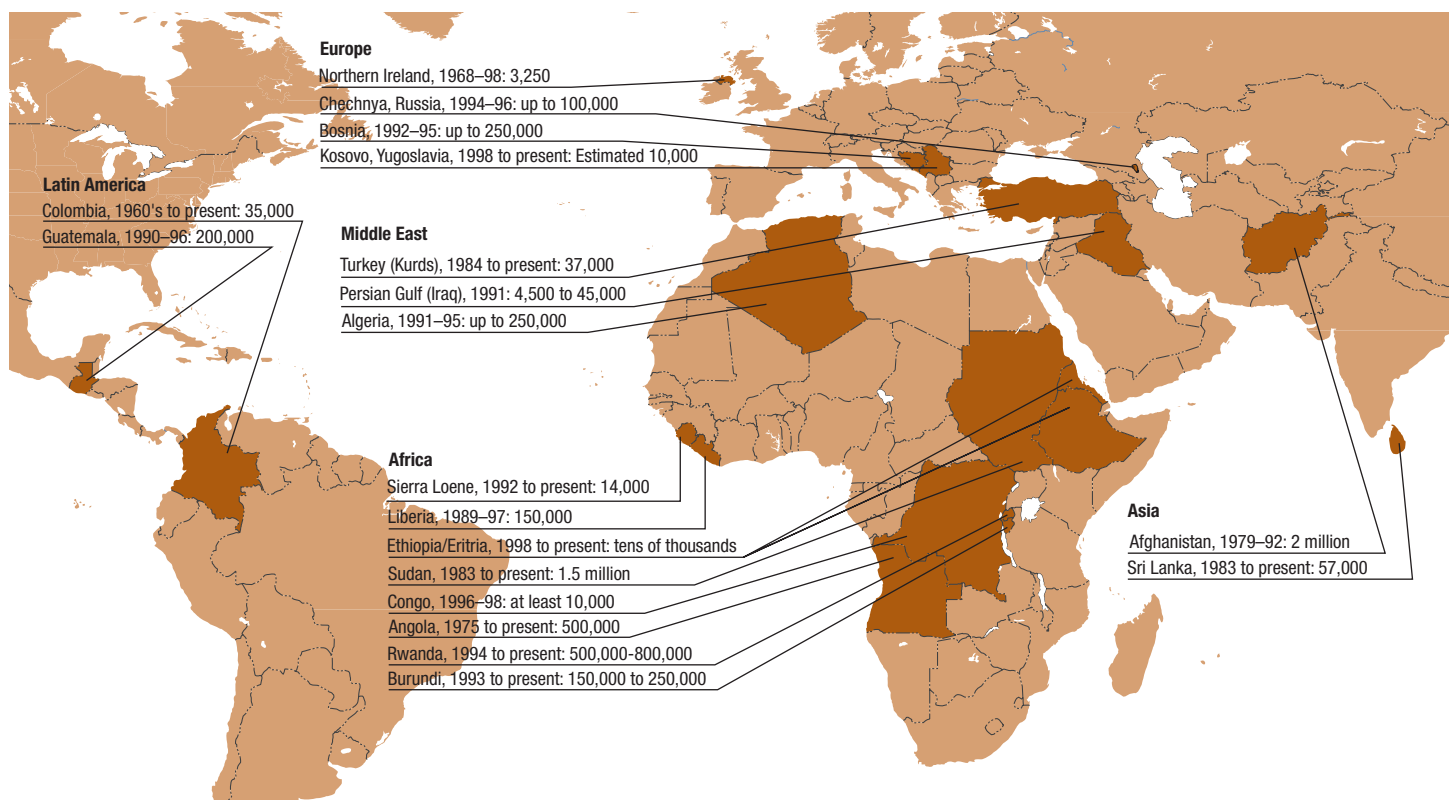 Europe
Northern Ireland, 1968–98: 3,250
Chechnya, Russia, 1994–96: up to 100,000
Bosnia, 1992–95: up to 250,000
Kosovo, Yugoslavia, 1998 to present: Estimated 10,000
Latin America
Colombia, 1960's to present: 35,000
Guatemala, 1990–96: 200,000
Middle East
Turkey (Kurds), 1984 to present: 37,000
Persian Gulf (Iraq), 1991: 4,500 to 45,000
Algeria, 1991–95: up to 250,000
Africa
Sierra Loene, 1992 to present: 14,000
Liberia, 1989–97: 150,000
Ethiopia/Eritria, 1998 to present: tens of thousands
Sudan, 1983 to present: 1.5 million
Congo, 1996–98: at least 10,000
Angola, 1975 to present: 500,000
Rwanda, 1994 to present: 500,000-800,000
Burundi, 1993 to present: 150,000 to 250,000
Asia
Afghanistan, 1979–92: 2 million
Sri Lanka, 1983 to present: 57,000